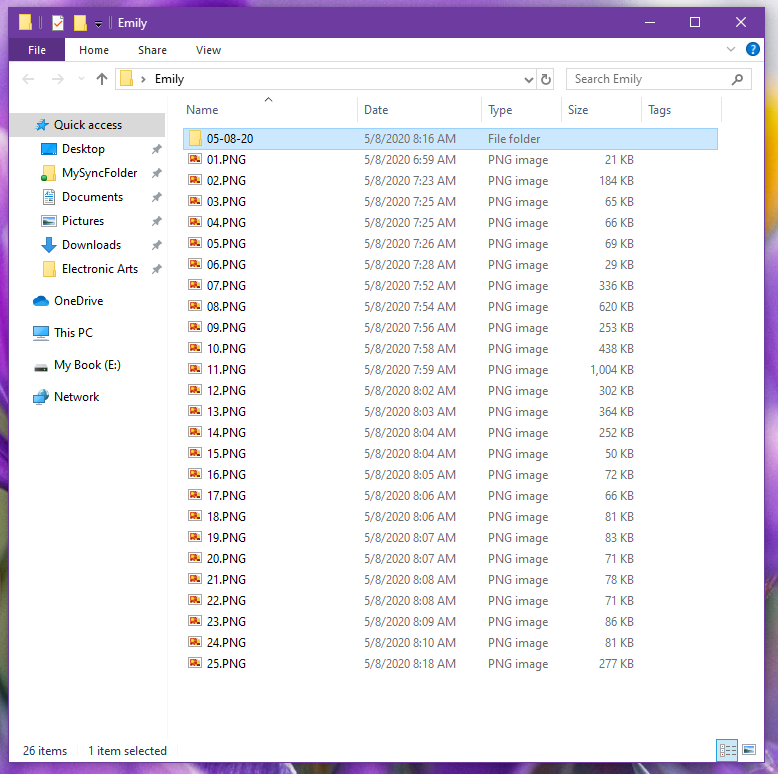 Emily
File Home Share View ?
Emily Search Emily
Name Date Type Size Tags
Quick access
Desktop
MySyncFolder
Documents
Pictures
Downloads
Electronic Arts
OneDrive
This PC
My Book (E:)
Network
05-08-20 5/8/2020 8:16 AM File folder
01.PNG 5/8/2020 6:59 AM PNG image 21 KB
02.PNG 5/8/2020 7:23 AM PNG image 184 KB
03.PNG 5/8/2020 7:25 AM PNG image 65 KB
04.PNG 5/8/2020 7:25 AM PNG image 66 KB
05.PNG 5/8/2020 7:26 AM PNG image 69 KB
06.PNG 5/8/2020 7:28 AM PNG image 29 KB
07.PNG 5/8/2020 7:52 AM PNG image 336 KB
08.PNG 5/8/2020 7:54 AM PNG image 620 KB
09.PNG 5/8/2020 7:56 AM PNG image 253 KB
10.PNG 5/8/2020 7:58 AM PNG image 438 KB
11.PNG 5/8/2020 7:59 AM PNG image 1,004 KB
12.PNG 5/8/2020 8:02 AM PNG image 302 KB
13.PNG 5/8/2020 8:03 AM PNG image 364 KB
14.PNG 5/8/2020 8:04 AM PNG image 252 KB
15.PNG 5/8/2020 8:04 AM PNG image 50 KB
16.PNG 5/8/2020 8:05 AM PNG image 72 KB
17.PNG 5/8/2020 8:06 AM PNG image 66 KB
18.PNG 5/8/2020 8:06 AM PNG image 81 KB
19.PNG 5/8/2020 8:07 AM PNG image 83 KB
20.PNG 5/8/2020 8:07 AM PNG image 71 KB
21.PNG 5/8/2020 8:08 AM PNG image 78 KB
22.PNG 5/8/2020 8:08 AM PNG image 71 KB
23.PNG 5/8/2020 8:09 AM PNG image 86 KB
24.PNG 5/8/2020 8:10 AM PNG image 81 KB
25.PNG 5/8/2020 8:18 AM PNG image 277 KB
26 items 1 item selected